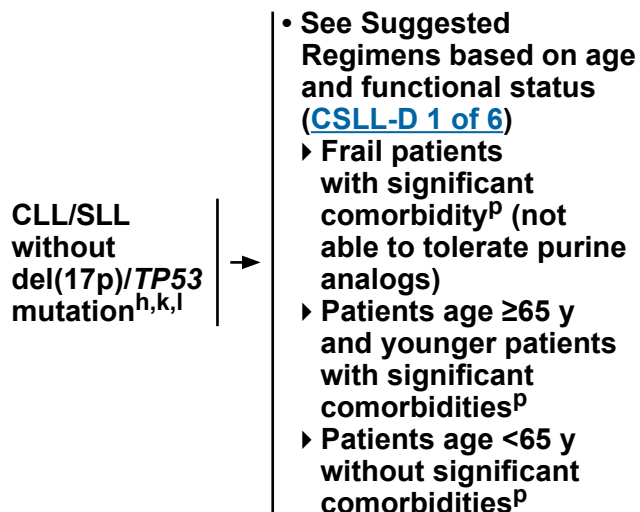 CLL/SLL
without
del(17p)/TP53
mutationh,k,l
• See Suggested
Regimens based on age
and functional status
(CSLL-D 1 of 6)
▸ Frail patients
with significant
comorbidityp (not
able to tolerate purine
analogs)
▸ Patients age ≥65 y
and younger patients
with significant
comorbiditiesp
▸ Patients age <65 y
without significant
comorbiditiesp